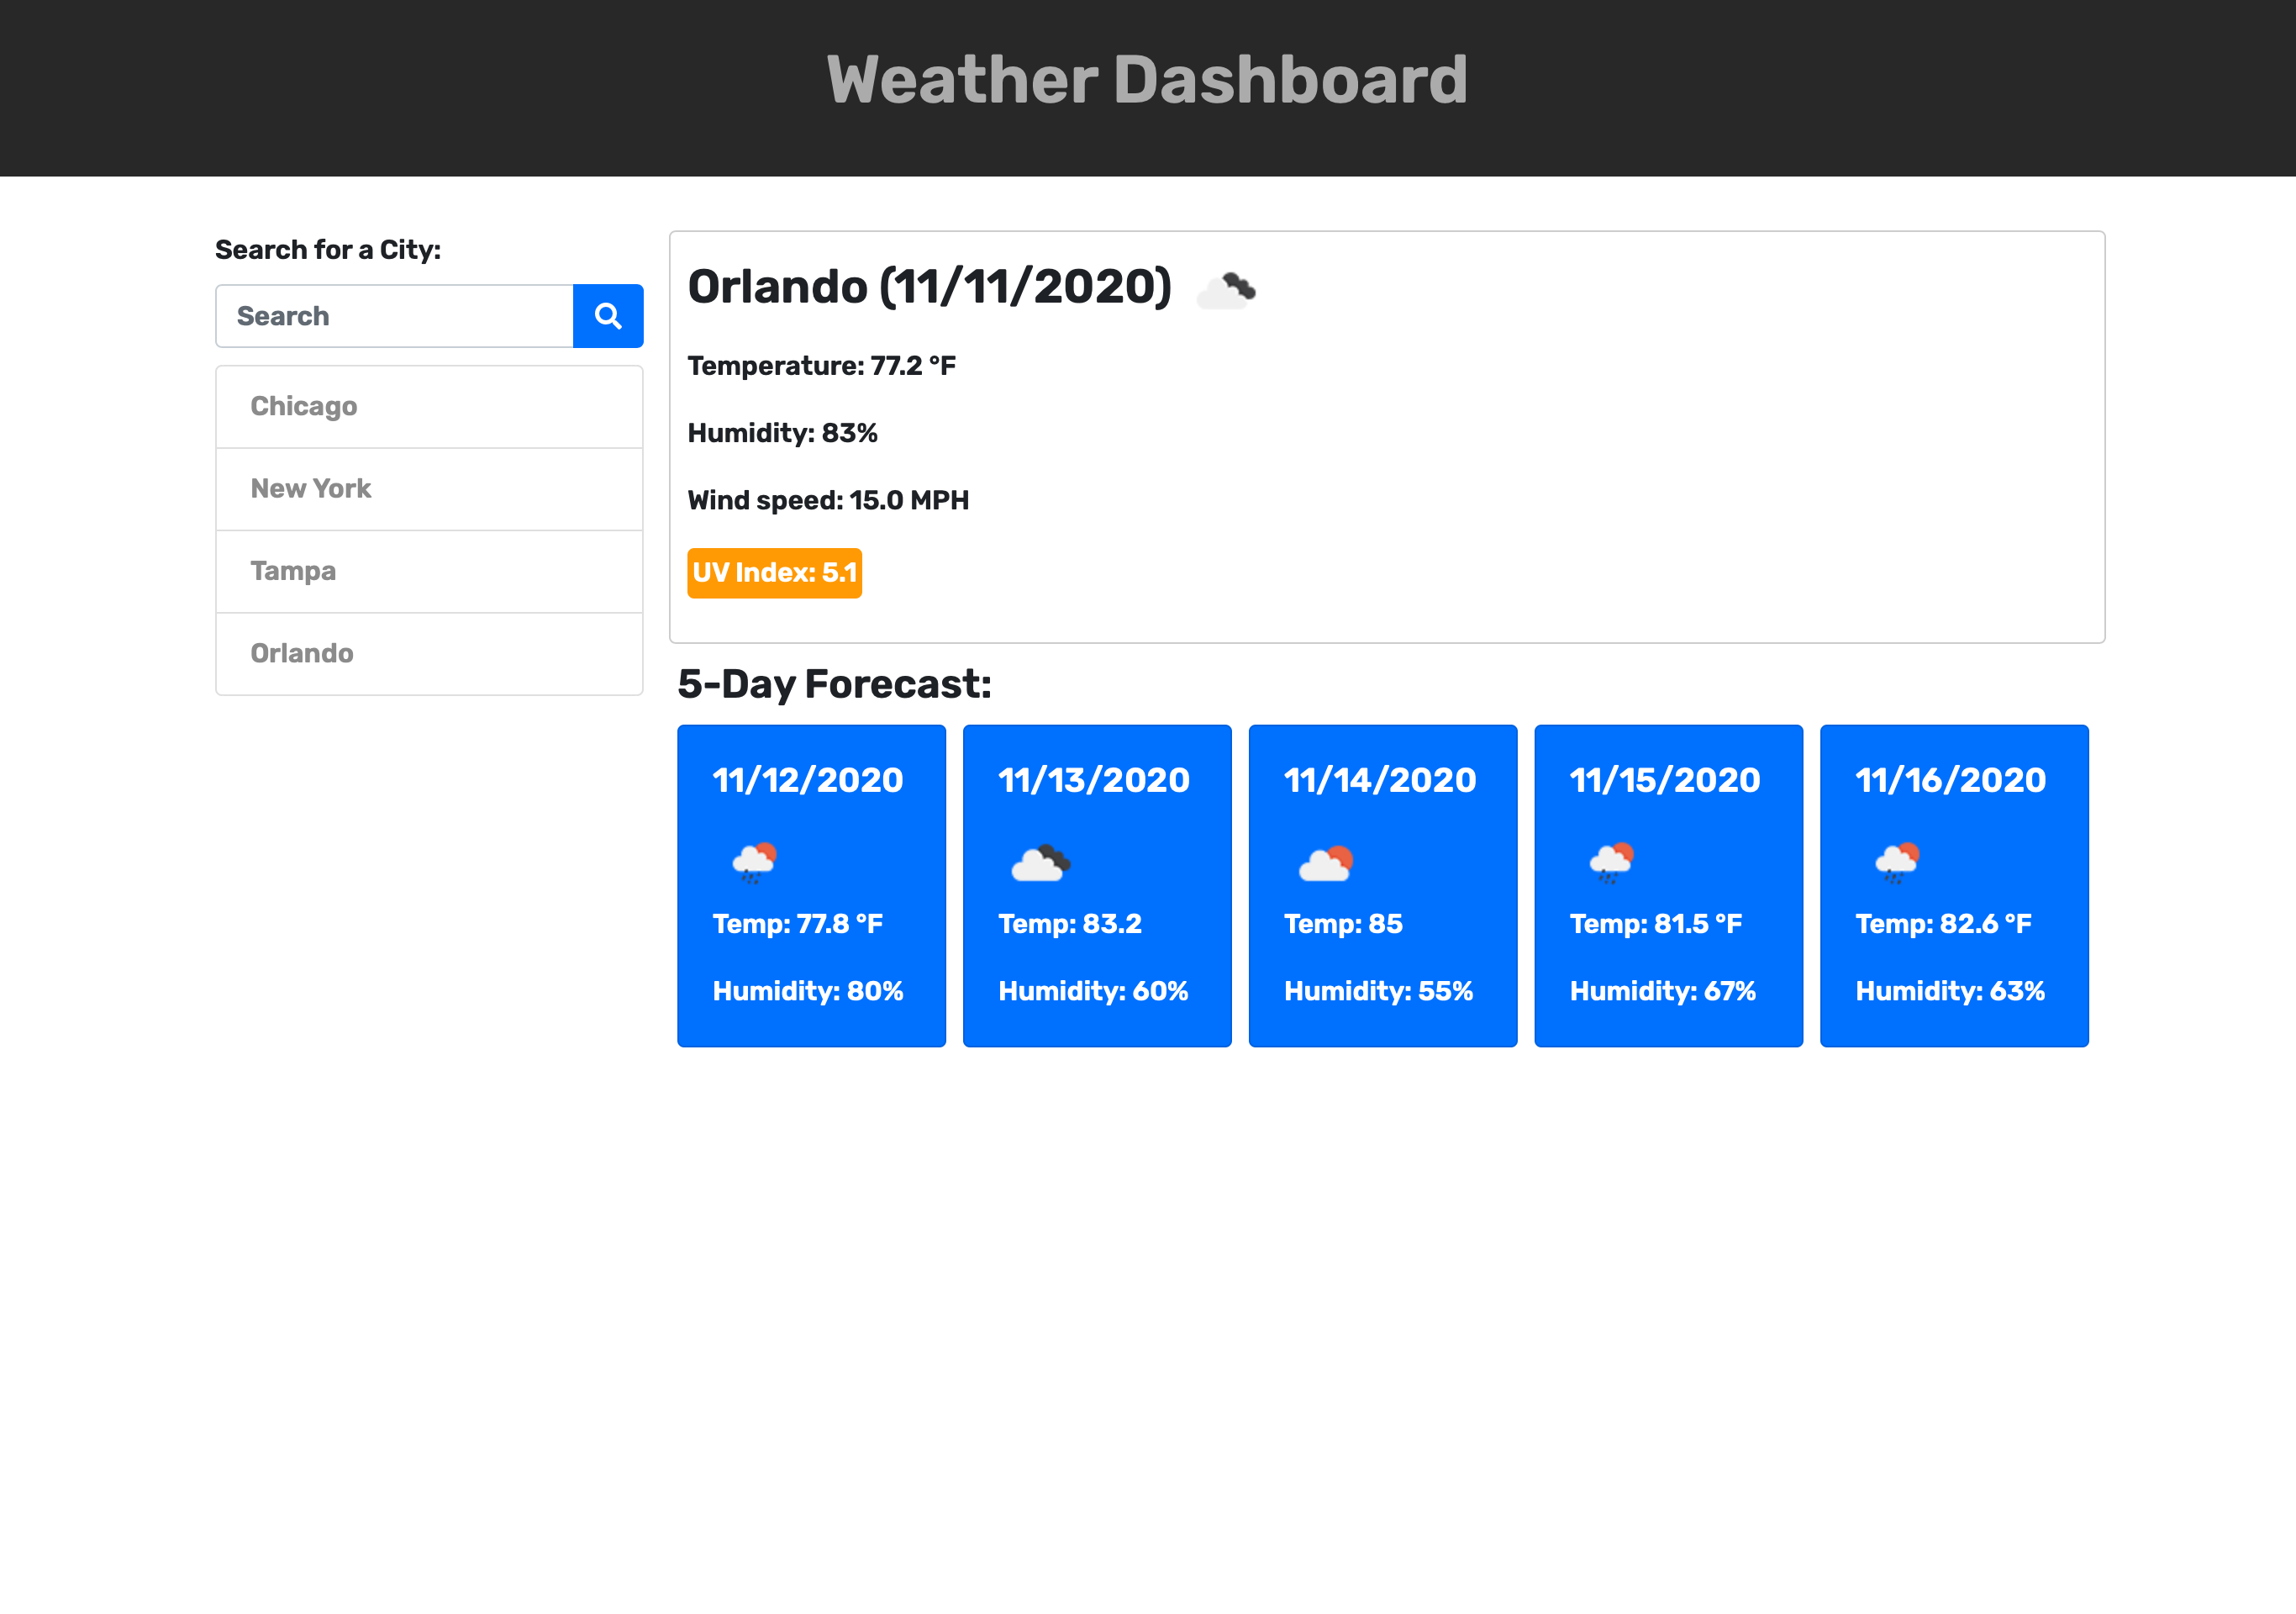 Weather Dashboard
Search for a City:
Search
Chicago
New York
Tampa
Orlando
Orlando (11/11/2020)
Temperature: 77.2 °F
Humidity: 83%
Wind speed: 15.0 MPH
UV Index: 5.1
5-Day Forecast:
11/12/2020
Temp: 77.8 °F
Humidity: 80%
11/13/2020
Temp: 83.2
Humidity: 60%
11/14/2020
Temp: 85
Humidity: 55%
11/15/2020
Temp: 81.5 °F
Humidity: 67%
11/16/2020
Temp: 82.6 °F
Humidity: 63%